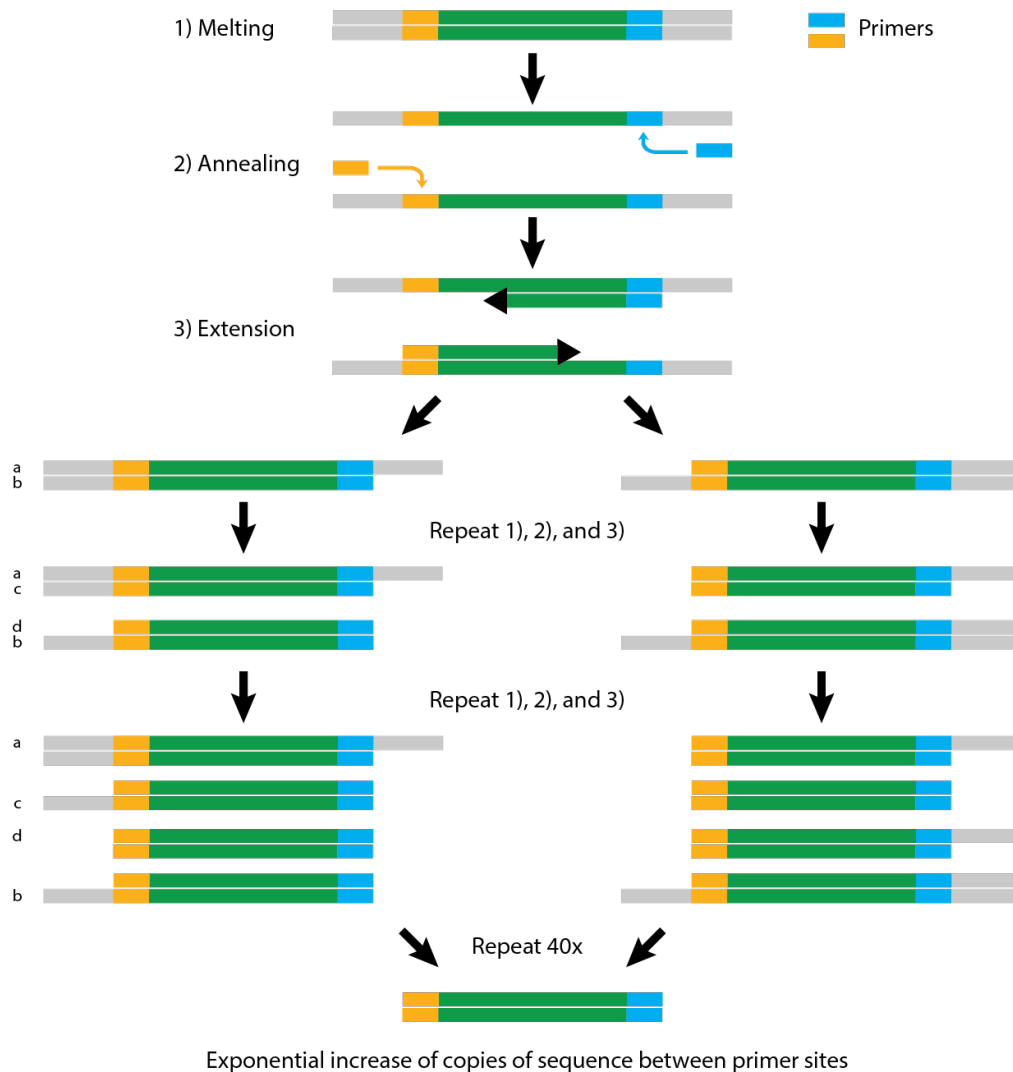 1) Melting
Primers
2) Annealing
3) Extension
a
b
Repeat 1), 2), and 3)
a
c
d
b
Repeat 1), 2), and 3)
a
c
d
b
Repeat 40x
Exponential increase of copies of sequence between primer sites